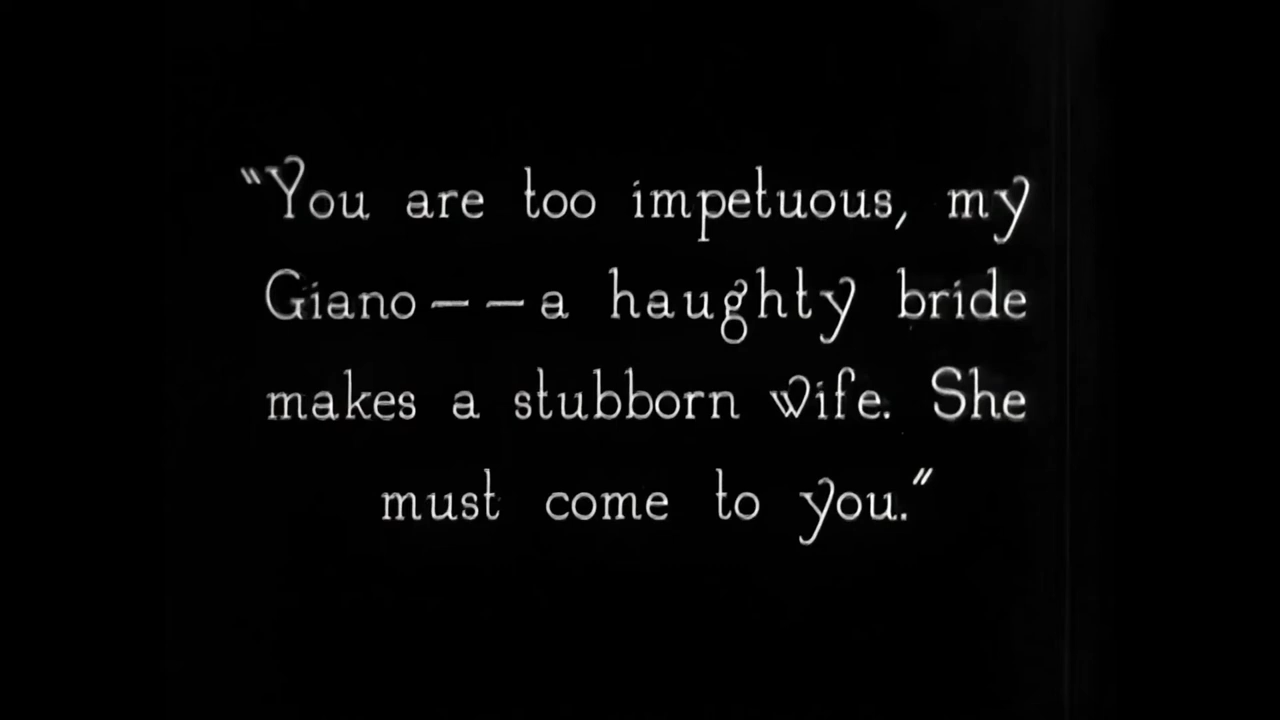 "You are too impetuous, my
Giano -- a haughty bride
makes a stubborn wife. She
must come to you."